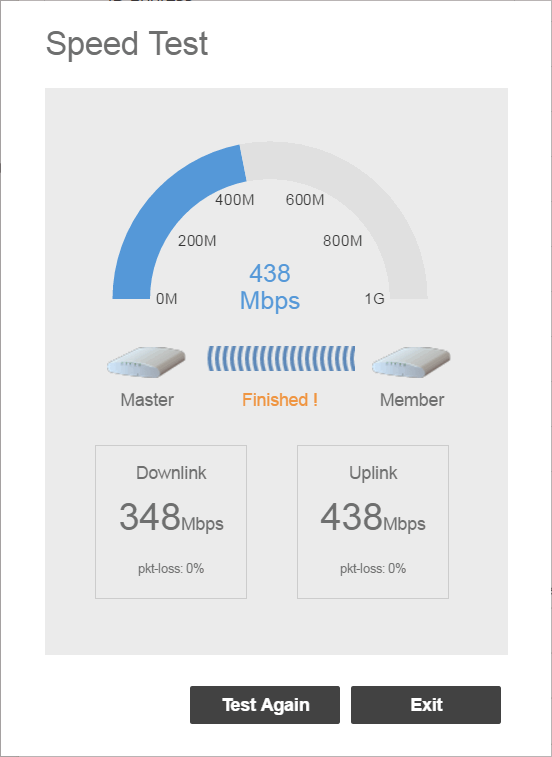 Speed Test
400M
600M
200M
800M
438
Mbps
0M
1G
Master
Finished !
Member
Downlink
Uplink
348Mbps
438Mbps
pkt-loss: 0%
pkt-loss: 0%
Test Again
Exit